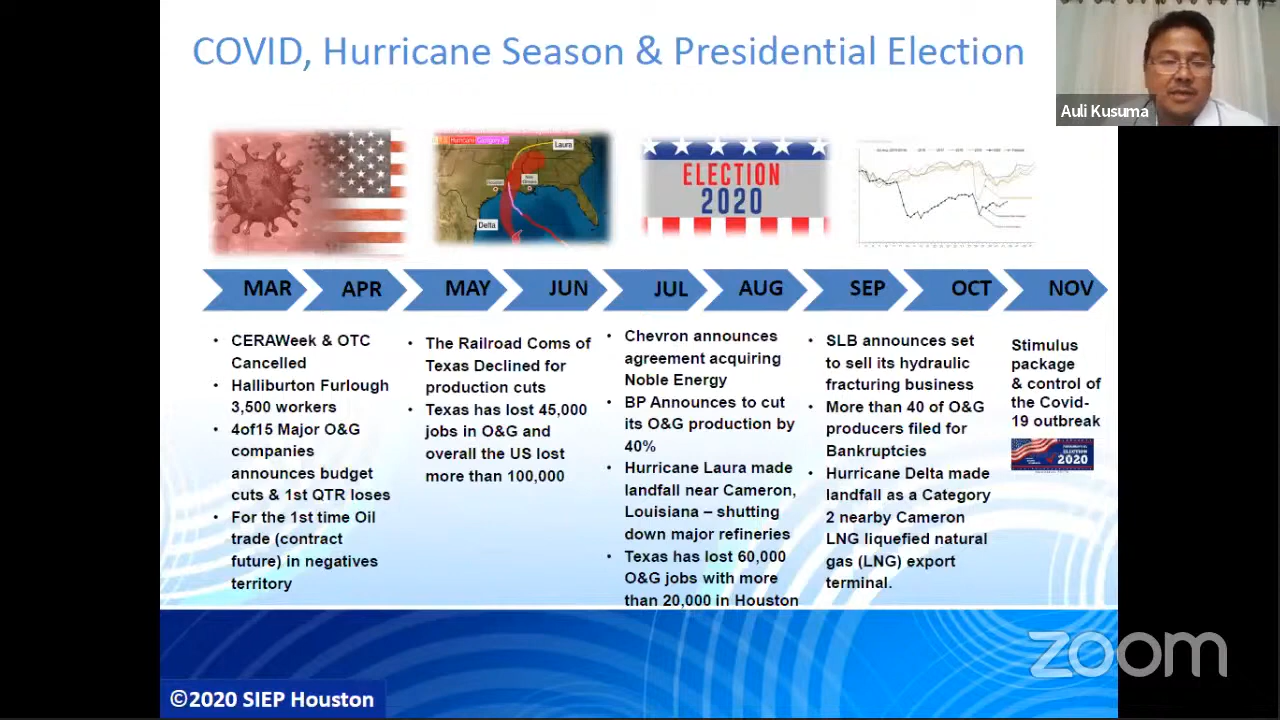 COVID, Hurricane Season & Presidential Election
Auli Kusuma
Laura
Delta
ELECTION
2020
MAR
APR
MAY
JUN
JUL
AUG
SEP
OCT
NOV
• CERAWeek & OTC
Cancelled
• Halliburton Furlough
3,500 workers
• 4of15 Major O&G
companies
announces budget
cuts & 1st QTR loses
• For the 1st time Oil
trade (contract
future) in negatives
territory
• The Railroad Coms of
Texas Declined for
production cuts
• Texas has lost 45,000
jobs in O&G and
overall the US lost
more than 100,000
• Chevron announces
agreement acquiring
Noble Energy
• BP Announces to cut
its O&G production by
40%
• Hurricane Laura made
landfall near Cameron,
Louisiana – shutting
down major refineries
• Texas has lost 60,000
O&G jobs with more
than 20,000 in Houston
• SLB announces set
to sell its hydraulic
fracturing business
• More than 40 of O&G
producers filed for
Bankruptcies
• Hurricane Delta made
landfall as a Category
2 nearby Cameron
LNG liquefied natural
gas (LNG) export
terminal.
Stimulus
package
& control of
the Covid-
19 outbreak
2020
zoom
©2020 SIEP Houston